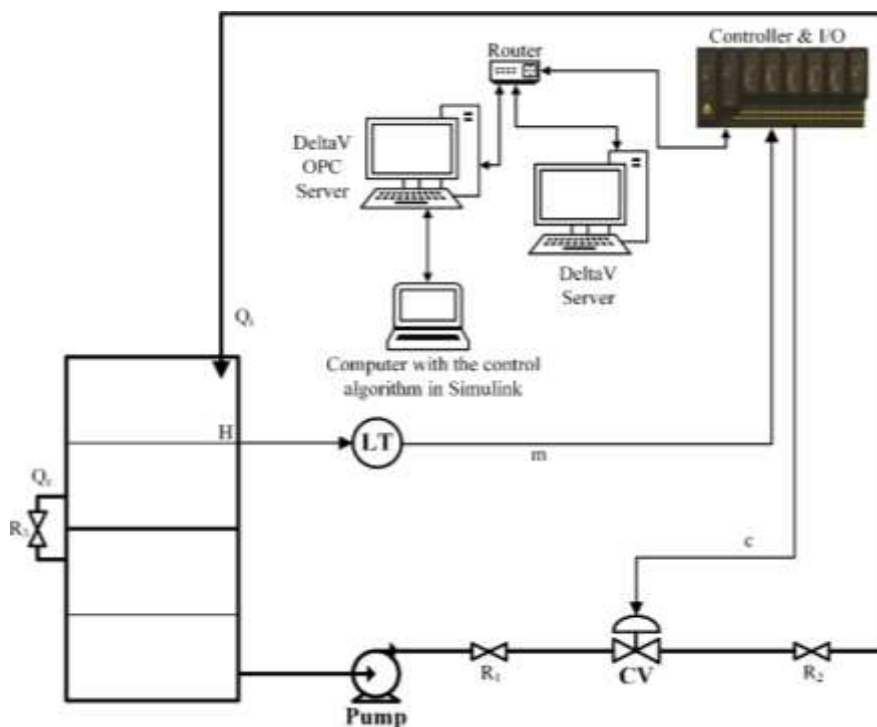 Controller & I/O
Router
DeltaV
OPC
Server
DeltaV
Server
Computer with the control
algorithm in Simulink
H
LT
m
c
R₁
CV
R₂
Pump